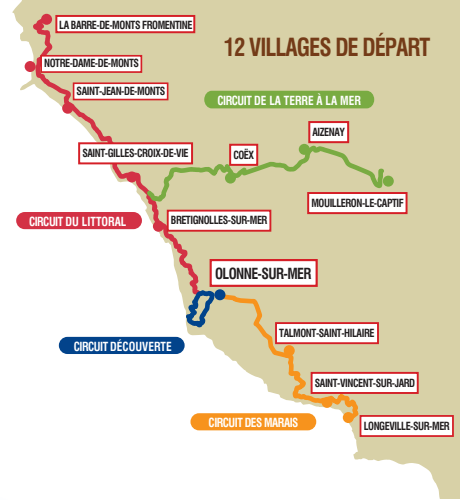 LA BARRE-DE-MONTS FROMENTINE
12 VILLAGES DE DÉPART
NOTRE-DAME-DE-MONTS
SAINT-JEAN-DE-MONTS
CIRCUIT DE LA TERRE À LA MER
AIZENAY
SAINT-GILLES-CROIX-DE-VIE
COËX
MOUILLERON-LE-CAPTIF
CIRCUIT DU LITTORAL
BRETIGNOLLES-SUR-MER
OLONNE-SUR-MER
TALMONT-SAINT-HILAIRE
CIRCUIT DÉCOUVERTE
SAINT-VINCENT-SUR-JARD
CIRCUIT DES MARAIS
LONGEVILLE-SUR-MER